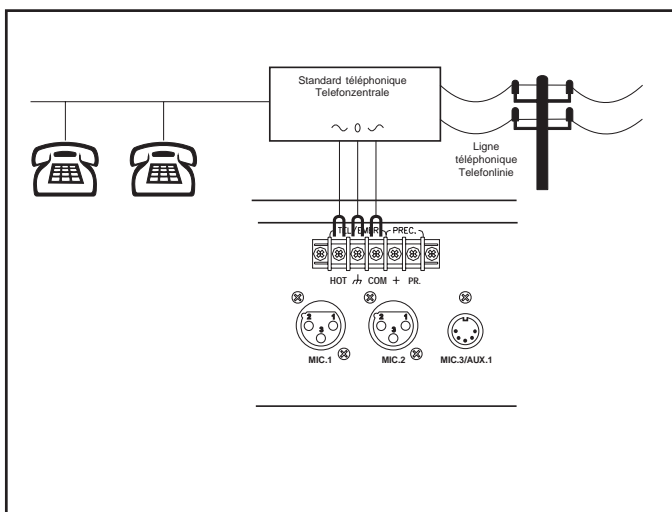 Standard téléphonique
Telefonzentrale
0
Ligne
téléphonique
Telefonlinie
TEL/EMER. PREC.
HOT COM + PR.
2 1
3
2 1
3
MIC.1 MIC.2 MIC.3/AUX.1